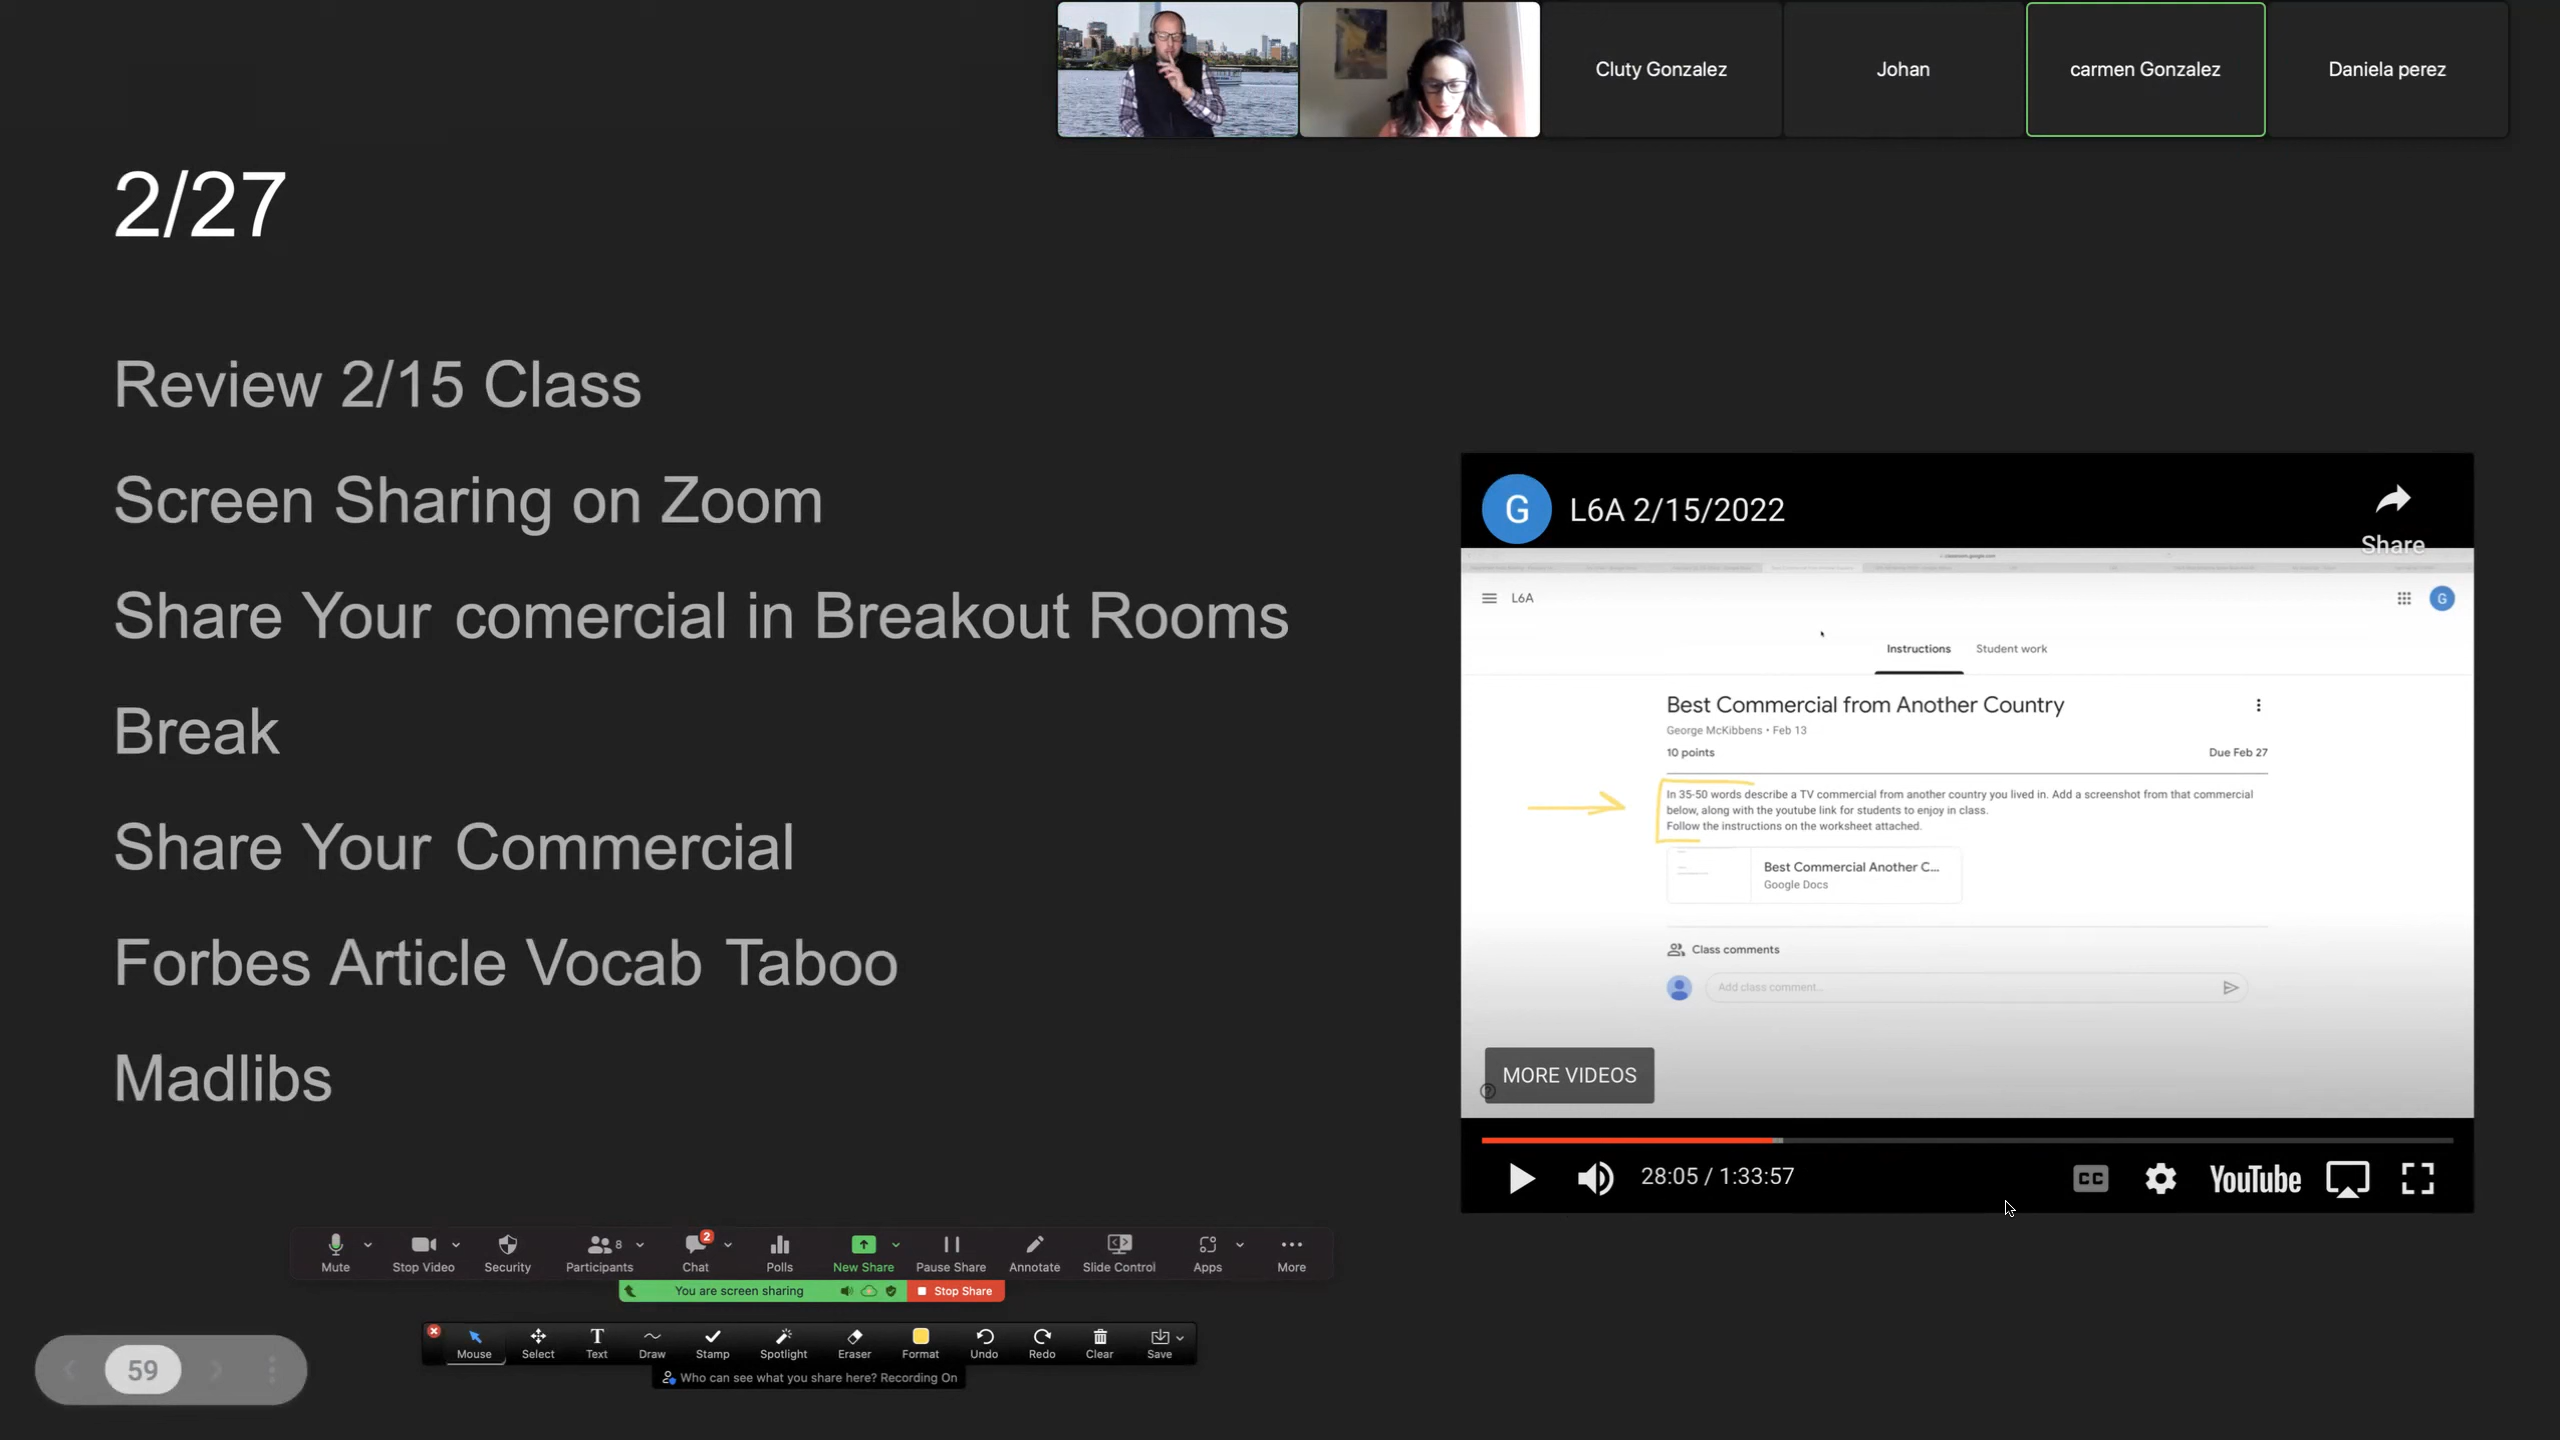 Cluty Gonzalez
Johan
carmen Gonzalez
Daniela perez
2/27
Review 2/15 Class
Screen Sharing on Zoom
Share Your comercial in Breakout Rooms
Break
Share Your Commercial
Forbes Article Vocab Taboo
Madlibs
G
L6A 2/15/2022
Share
L6A
G
Instructions
Student work
Best Commercial from Another Country
George McKibbens • Feb 13
10 points
Due Feb 27
In 35-50 words describe a TV commercial from another country you lived in. Add a screenshot from that commercial
below, along with the youtube link for students to enjoy in class.
Follow the instructions on the worksheet attached.
Best Commercial Another C...
Google Docs
Class comments
Add class comment...
MORE VIDEOS
28:05 / 1:33:57
CC
YouTube
8
2
Mute
Stop Video
Security
Participants
Chat
Polls
New Share
Pause Share
Annotate
Slide Control
Apps
More
You are screen sharing
Stop Share
T
Mouse
Select
Text
Draw
Stamp
Spotlight
Eraser
Format
Undo
Redo
Clear
Save
Who can see what you share here? Recording On
59